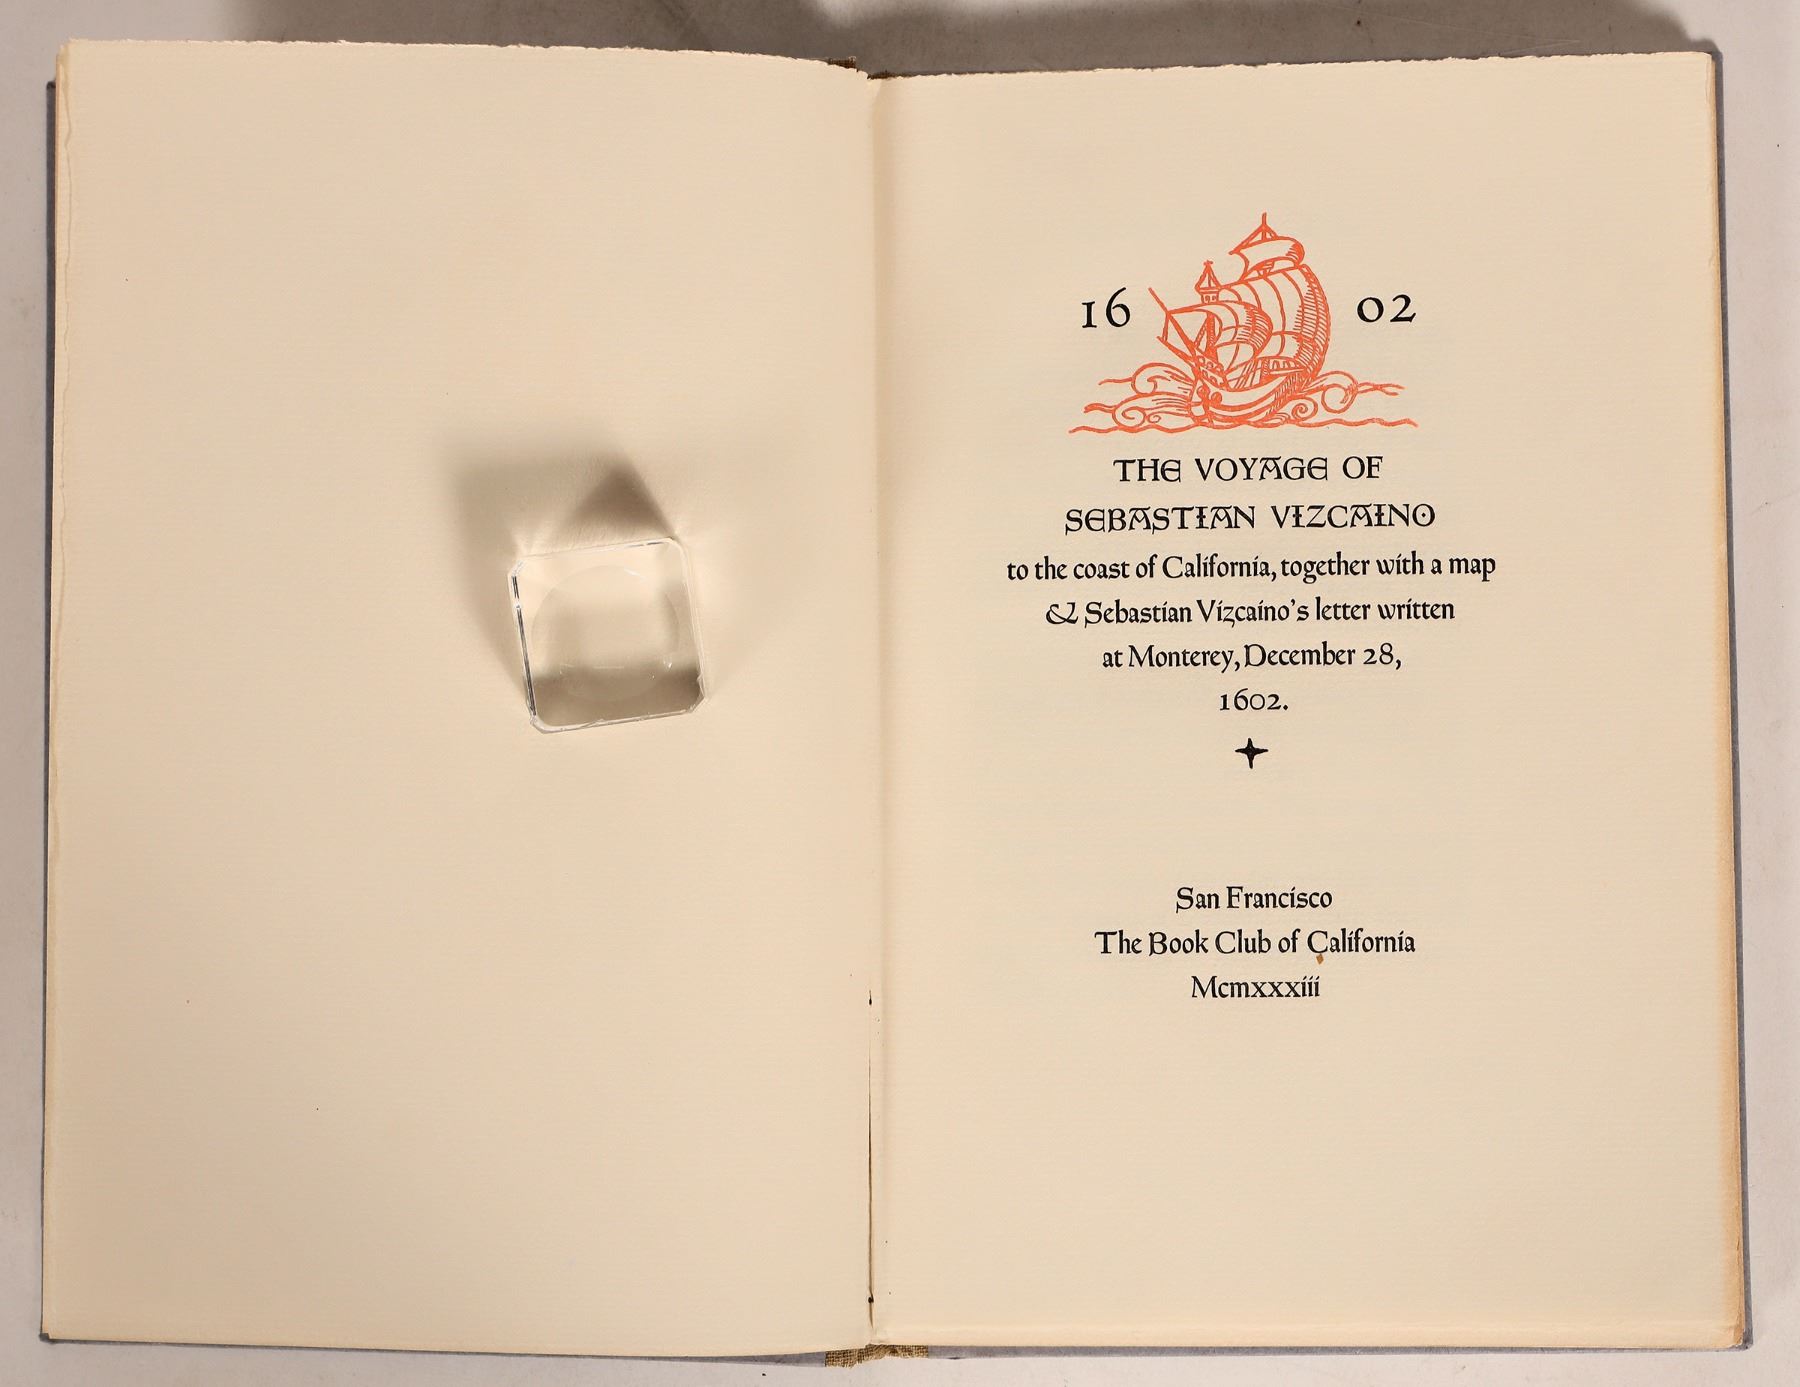 16 02
THE VOYAGE OF
SEBASTIAN VIZCAINO
to the coast of California, together with a map
& Sebastian Vizcaino's letter written
at Monterey, December 28,
1602.
San Francisco
The Book Club of California
Mcmxxxiii